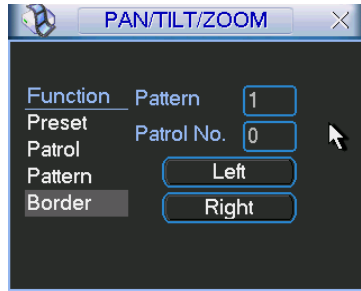 PAN/TILT/ZOOM
Function Pattern 1
Preset
Patrol No. 0
Patrol
Pattern Left
Border Right